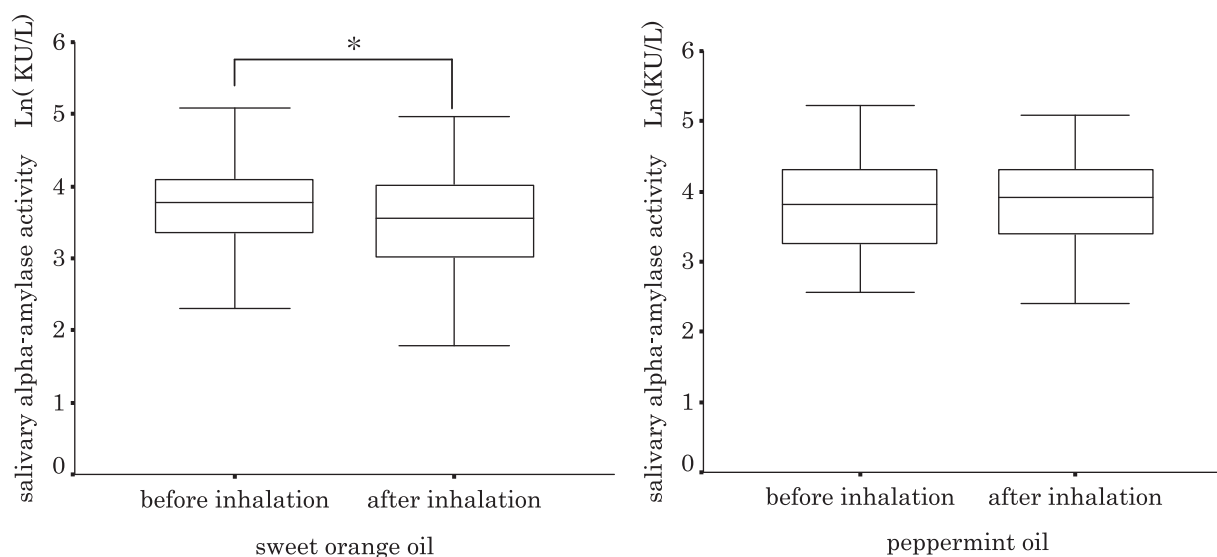 salivary alpha-amylase activity Ln( KU/L)
6
5
4
3
2
1
0
*
before inhalation
after inhalation
sweet orange oil
salivary alpha-amylase activity Ln(KU/L)
6
5
4
3
2
1
0
before inhalation
after inhalation
peppermint oil